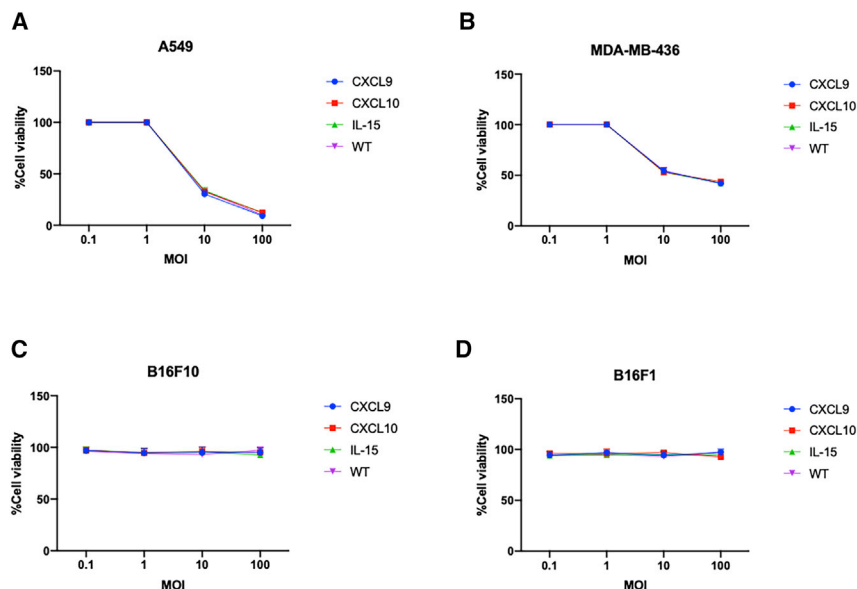 A
A549
150
100
50
0
%Cell viability
0.1 1 10 100
MOI
CXCL9
CXCL10
IL-15
WT
B
MDA-MB-436
150
100
50
0
%Cell viability
0.1 1 10 100
MOI
CXCL9
CXCL10
IL-15
WT
C
B16F10
150
100
50
0
%Cell viability
0.1 1 10 100
MOI
CXCL9
CXCL10
IL-15
WT
D
B16F1
150
100
50
0
%Cell viability
0.1 1 10 100
MOI
CXCL9
CXCL10
IL-15
WT